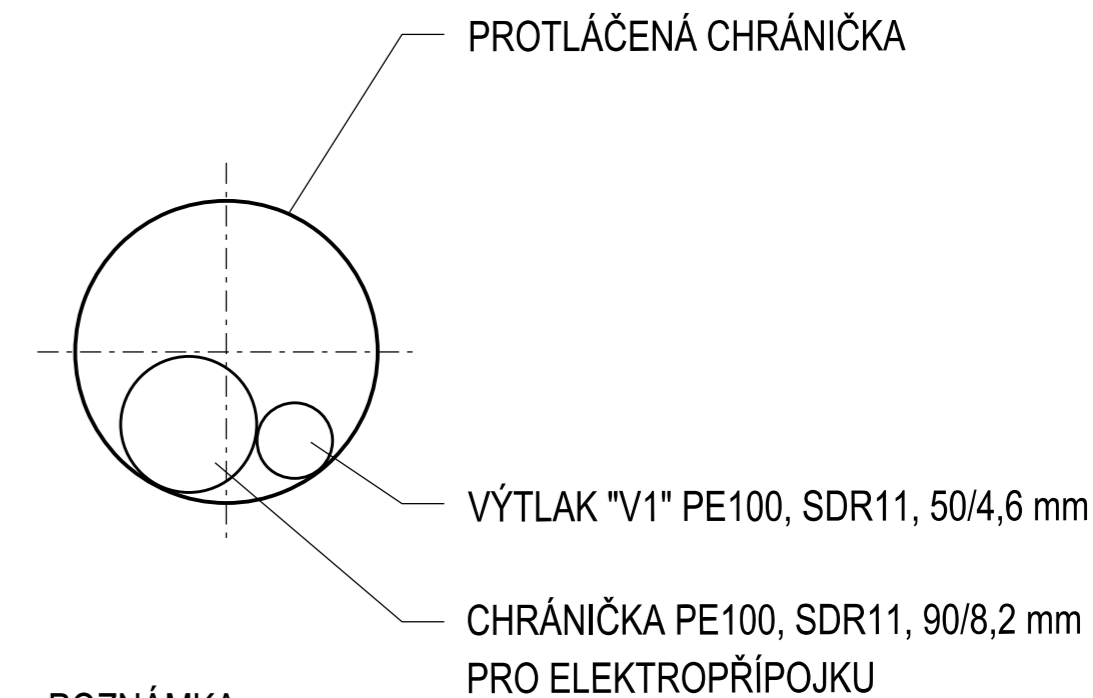 PROTLÁČENÁ CHRÁNIČKA
VÝTLAK "V1" PE100, SDR11, 50/4,6 mm
CHRÁNIČKA PE100, SDR11, 90/8,2 mm
PRO ELEKTROPŘÍPOJKU
POZNÁMKA